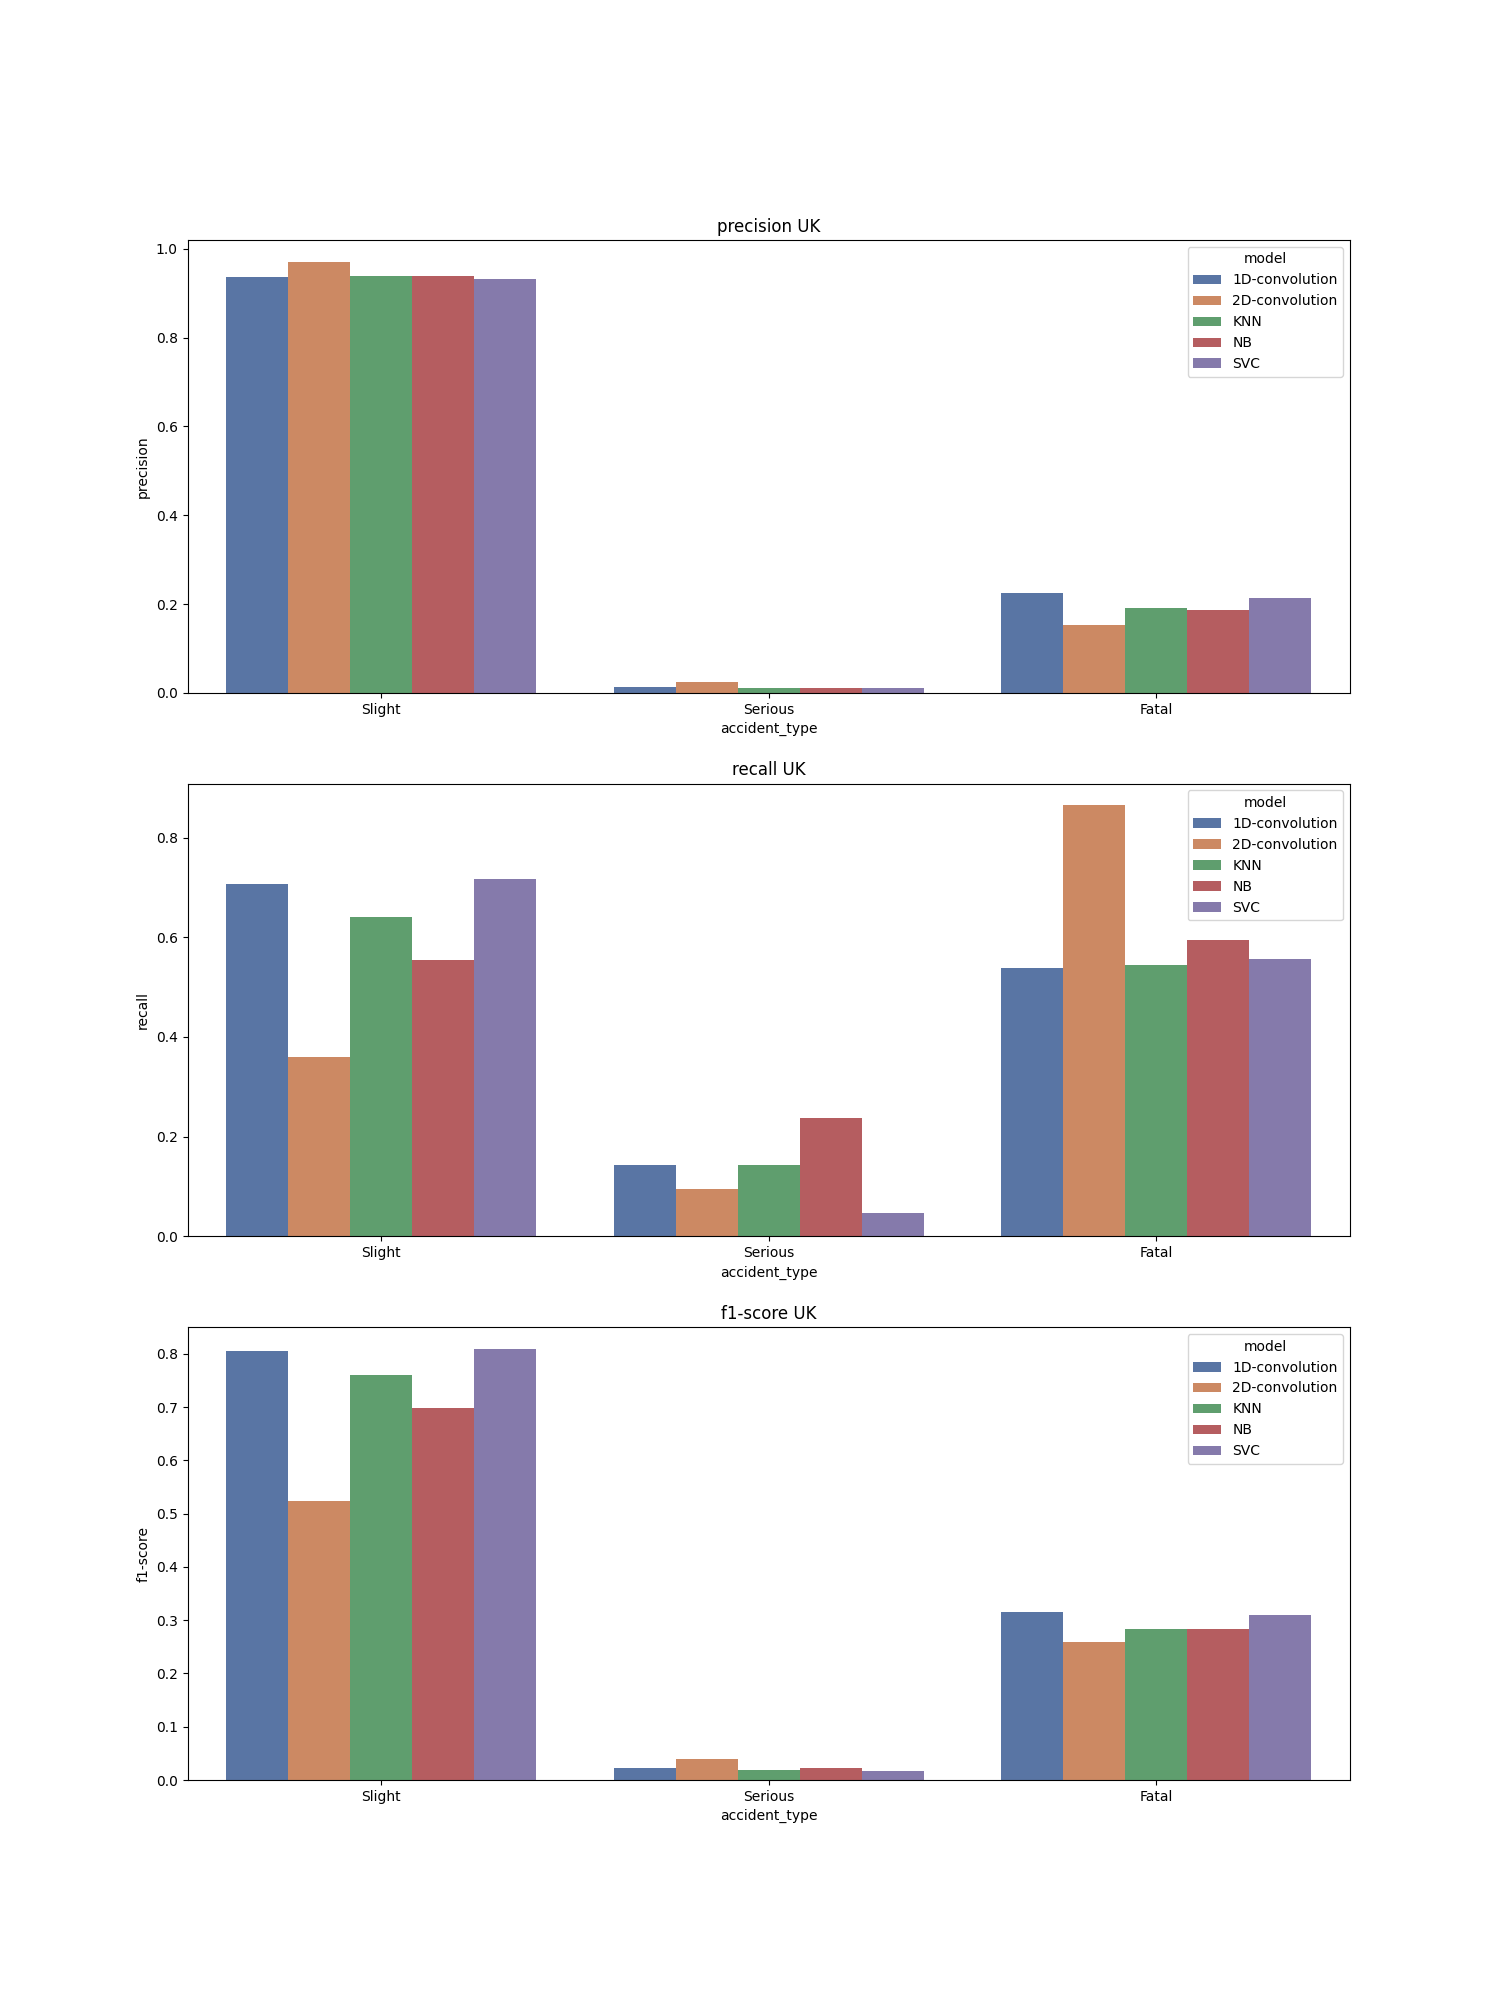 precision UK
1.0
0.8
0.6
0.4
0.2
0.0
precision
model
1D-convolution
2D-convolution
KNN
NB
SVC
Slight Serious Fatal
accident_type
recall UK
0.8
0.6
0.4
0.2
0.0
recall
model
1D-convolution
2D-convolution
KNN
NB
SVC
Slight Serious Fatal
accident_type
f1-score UK
0.8
0.7
0.6
0.5
0.4
0.3
0.2
0.1
0.0
f1-score
model
1D-convolution
2D-convolution
KNN
NB
SVC
Slight Serious Fatal
accident_type